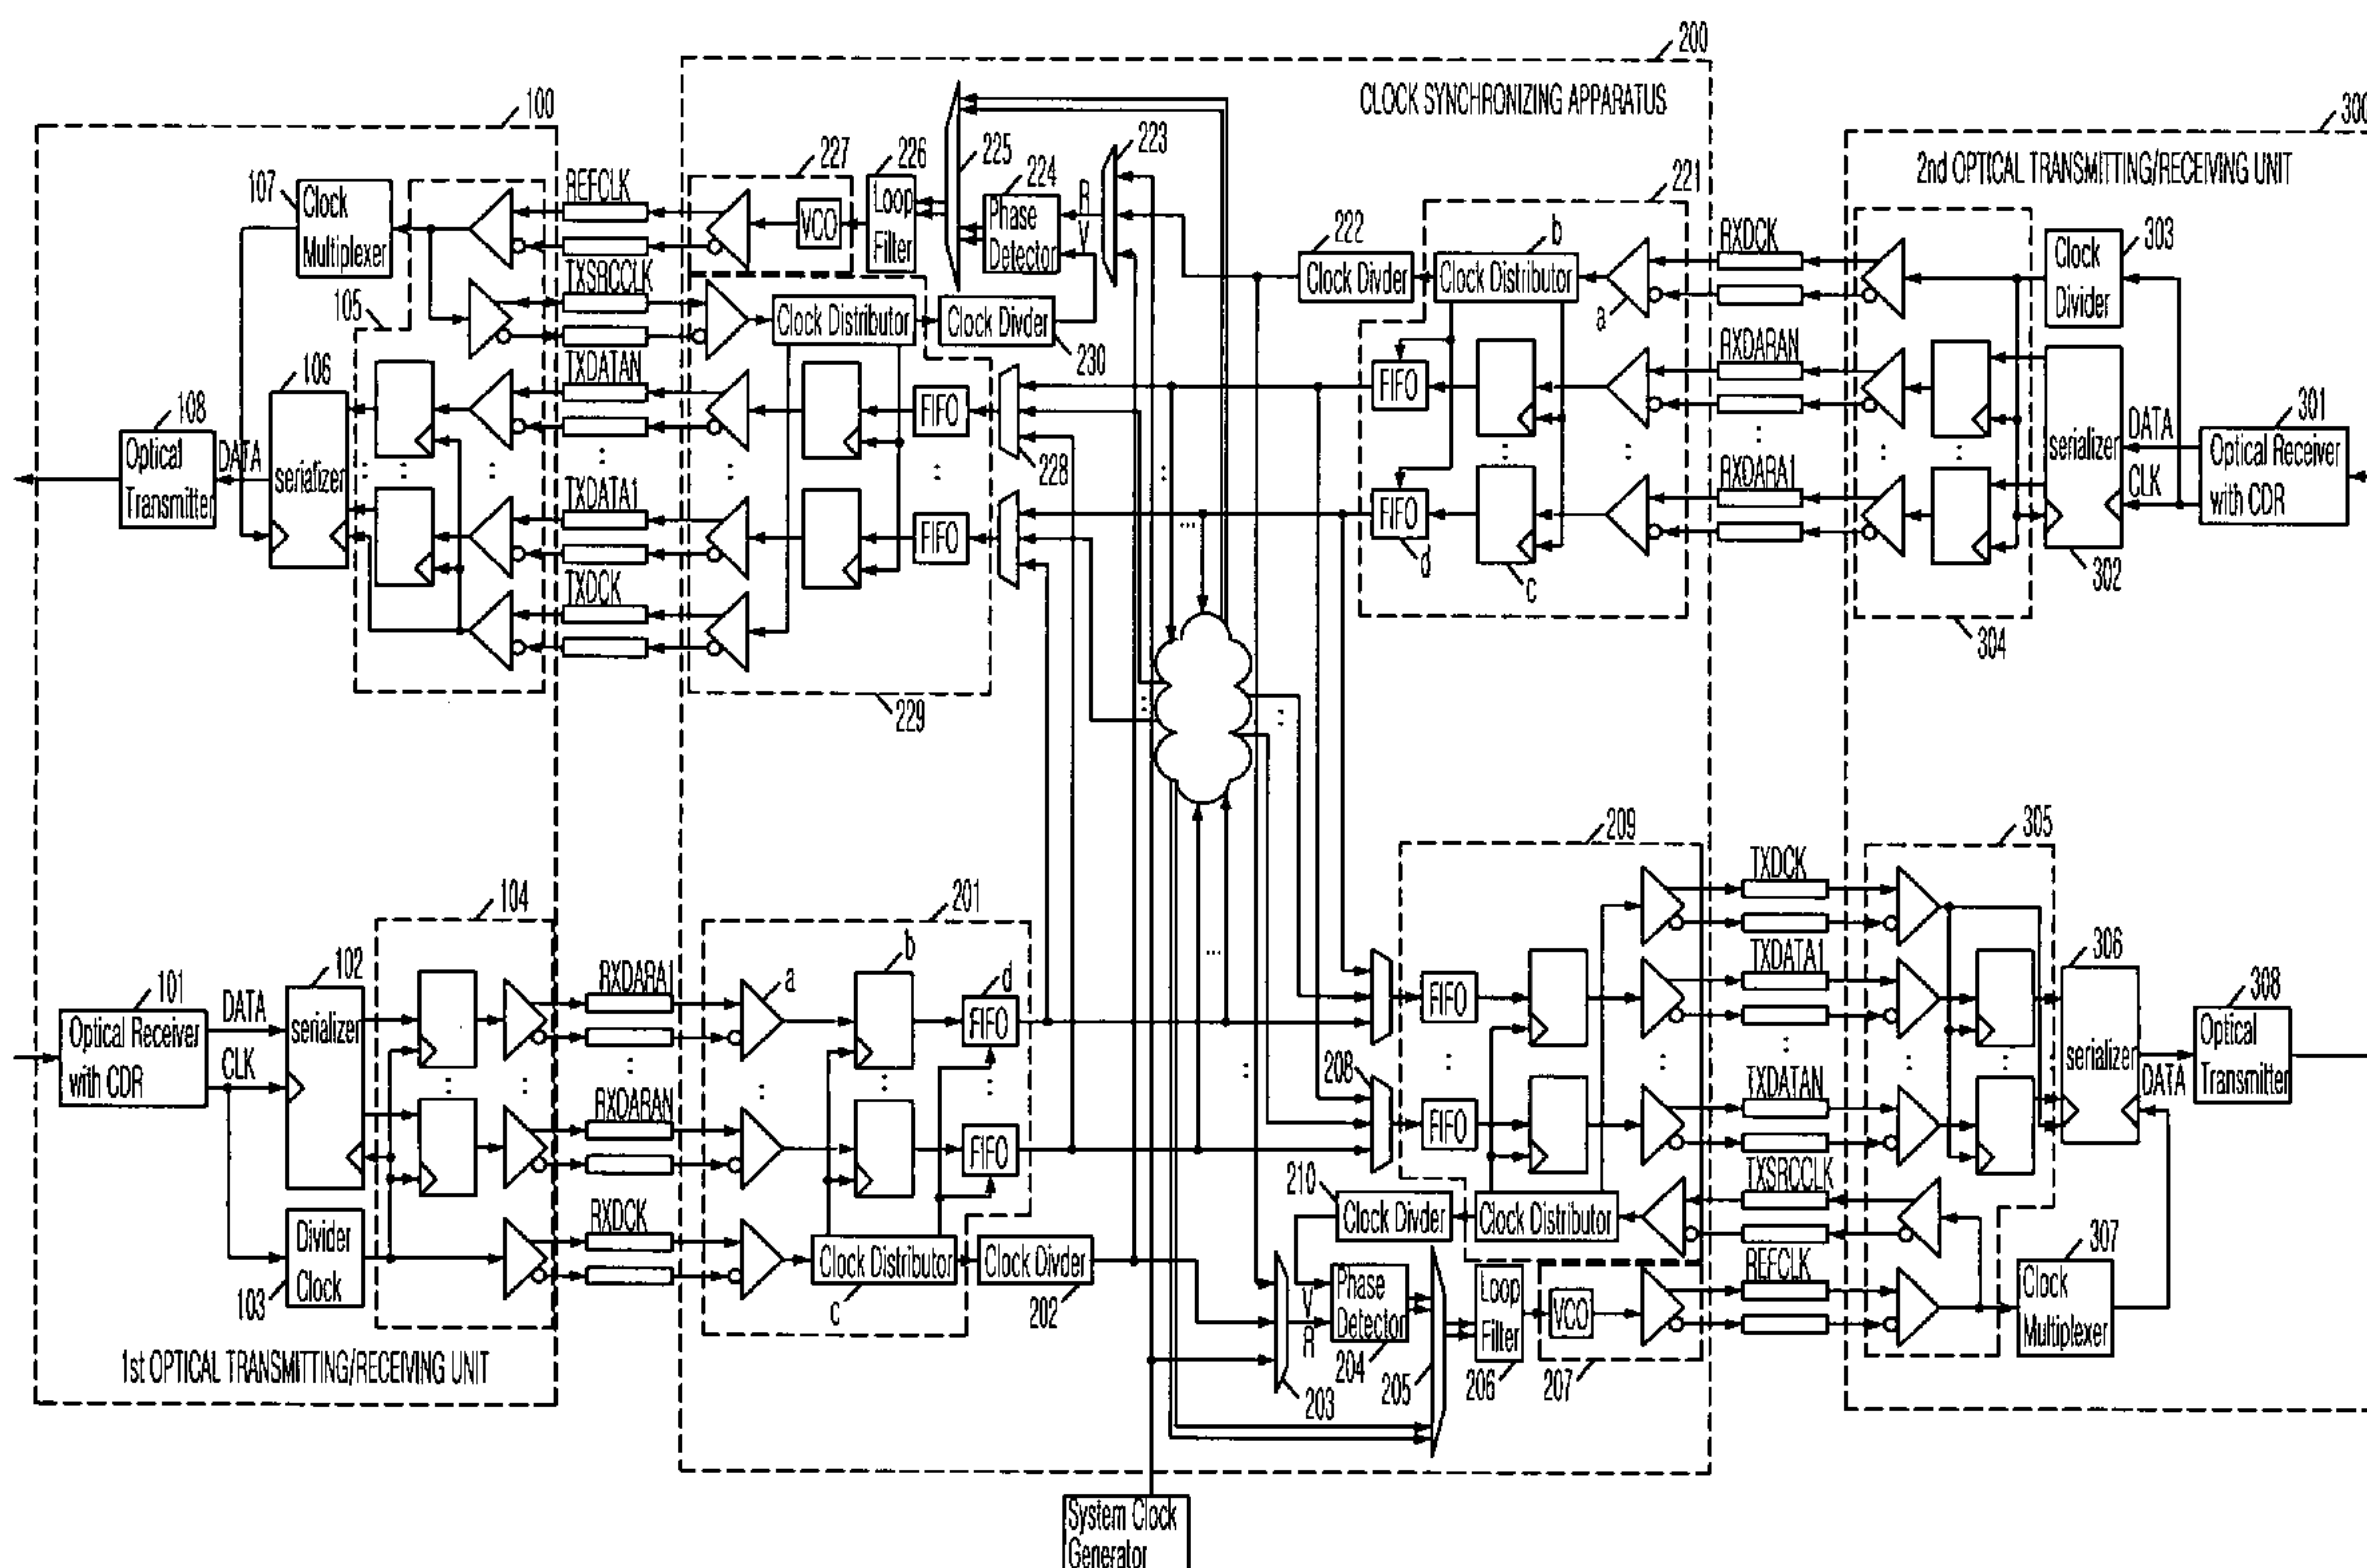 200
CLOCK SYNCHRONIZING APPARATUS
100
300
2nd OPTICAL TRANSMITTING/RECEIVING UNIT
107
Clock
Multiplexer
REFCLK
227
VCO
226
Loop
Filter
225
224
Phase
Detector
R
V
223
221
222
Clock Divder
b
Clock Distributor
a
RXDCK
303
Clock
Divider
105
TXSRCCLK
Clock Distributor
Clock Divder
230
108
Optical
Transmitter
DATA
106
serializer
TXDATAN
FIFO
228
FIFO
RXDARAN
serializer
DATA
CLK
301
Optical Receiver
with CDR
TXDATA1
FIFO
FIFO
d
c
RXDARA1
302
TXDCK
229
304
209
305
TXDCK
104
201
101
Optical Receiver
with CDR
DATA
CLK
102
serializer
RXDARA1
a
b
d
FIFO
FIFO
TXDATA1
306
serializer
308
Optical
Transmitter
DATA
RXDARAN
FIFO
208
FIFO
TXDATAN
210
Clock Divder
Clock Distributor
TXSRCCLK
103
Divider
Clock
RXDCK
Clock Distributor
c
Clock Divder
202
V
R
Phase
Detector
204
203
205
Loop
Filter
206
VCO
207
REFCLK
307
Clock
Multiplexer
1st OPTICAL TRANSMITTING/RECEIVING UNIT
System Clock
Generator